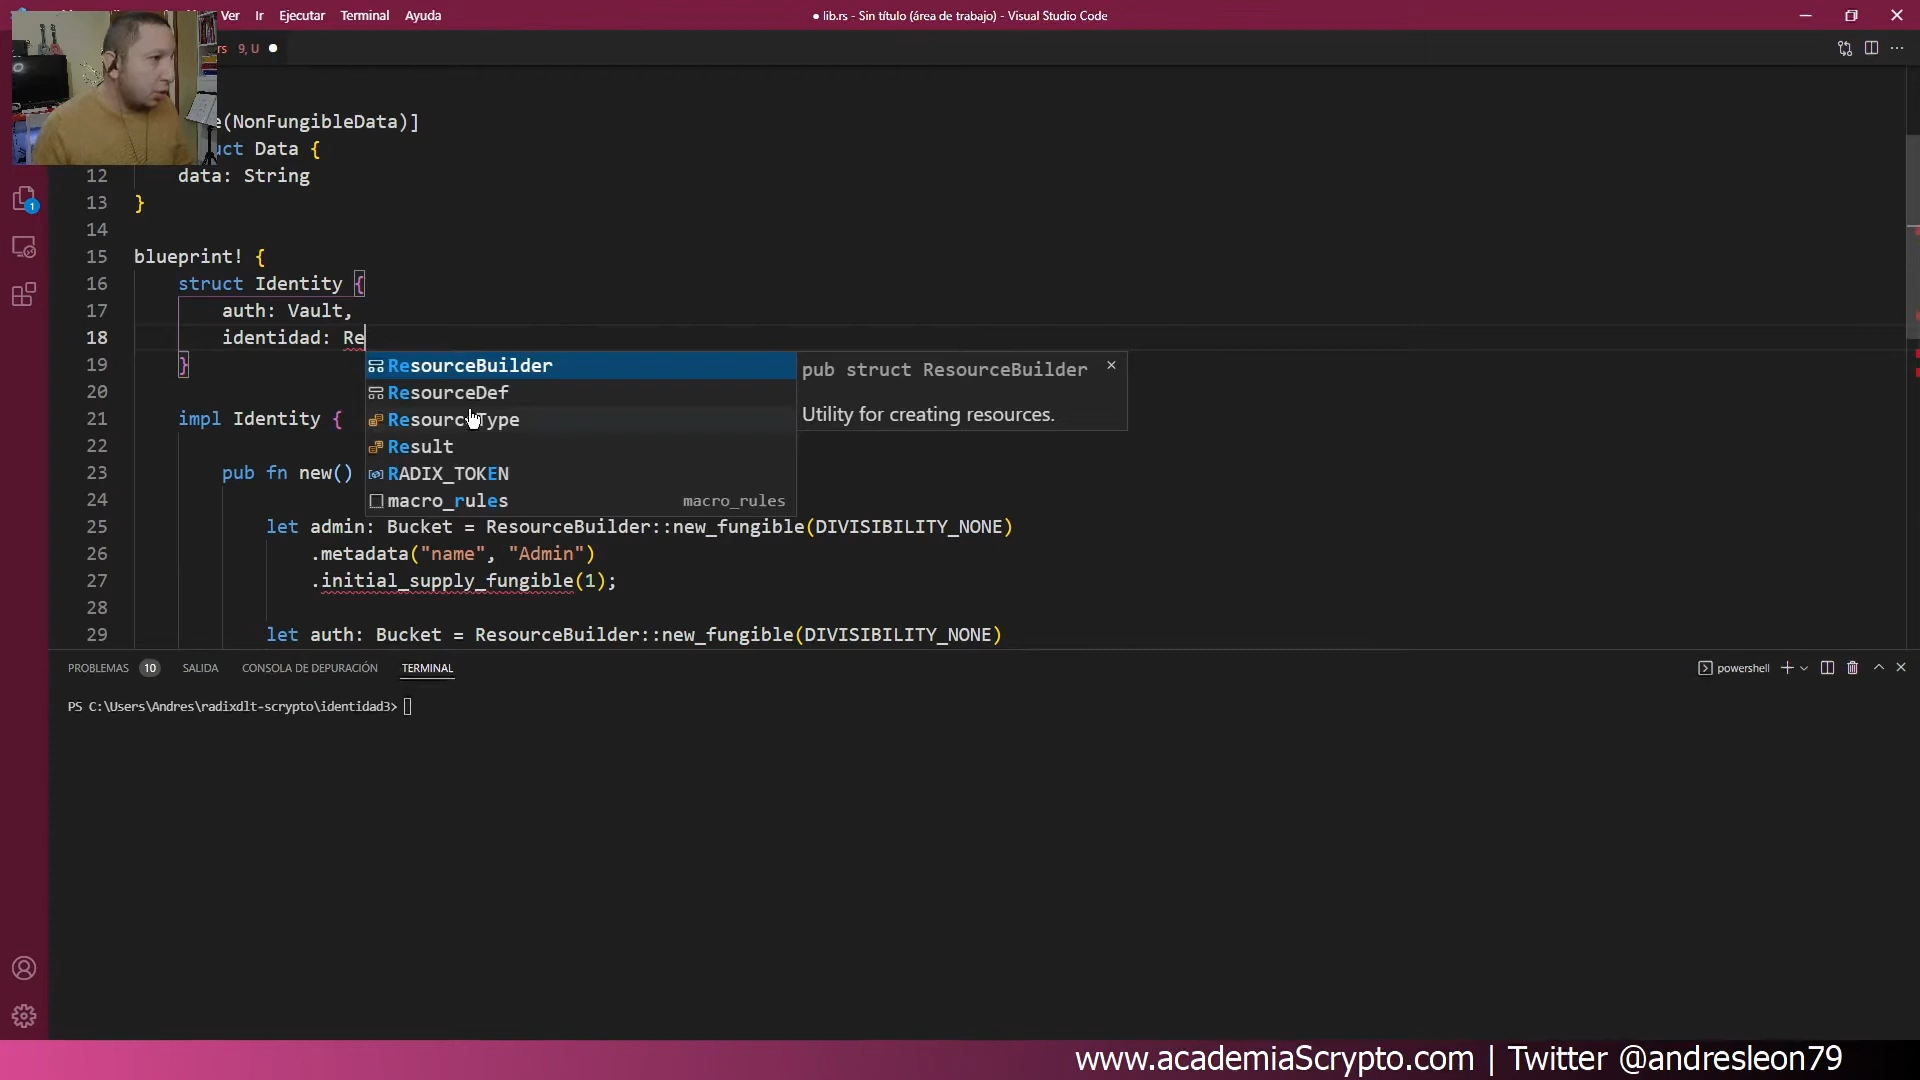 Ver Ir Ejecutar Terminal Ayuda
● lib.rs - Sin título (área de trabajo) - Visual Studio Code
rs 9, U
e(NonFungibleData)]
uct Data {
12 data: String
13 }
14
15 blueprint! {
16 struct Identity {
17 auth: Vault,
18 identidad: Re
19 }
20
21 impl Identity {
22
23 pub fn new()
24
25 let admin: Bucket = ResourceBuilder::new_fungible(DIVISIBILITY_NONE)
26 .metadata("name", "Admin")
27 .initial_supply_fungible(1);
28
29 let auth: Bucket = ResourceBuilder::new_fungible(DIVISIBILITY_NONE)
ResourceBuilder
ResourceDef
ResourceType
Result
RADIX_TOKEN
macro_rules macro_rules
pub struct ResourceBuilder
Utility for creating resources.
1
PROBLEMAS 10 SALIDA CONSOLA DE DEPURACIÓN TERMINAL
powershell
PS C:\Users\Andres\radixdlt-scrypto\identidad3>
www.academiaScrypto.com | Twitter @andresleon79